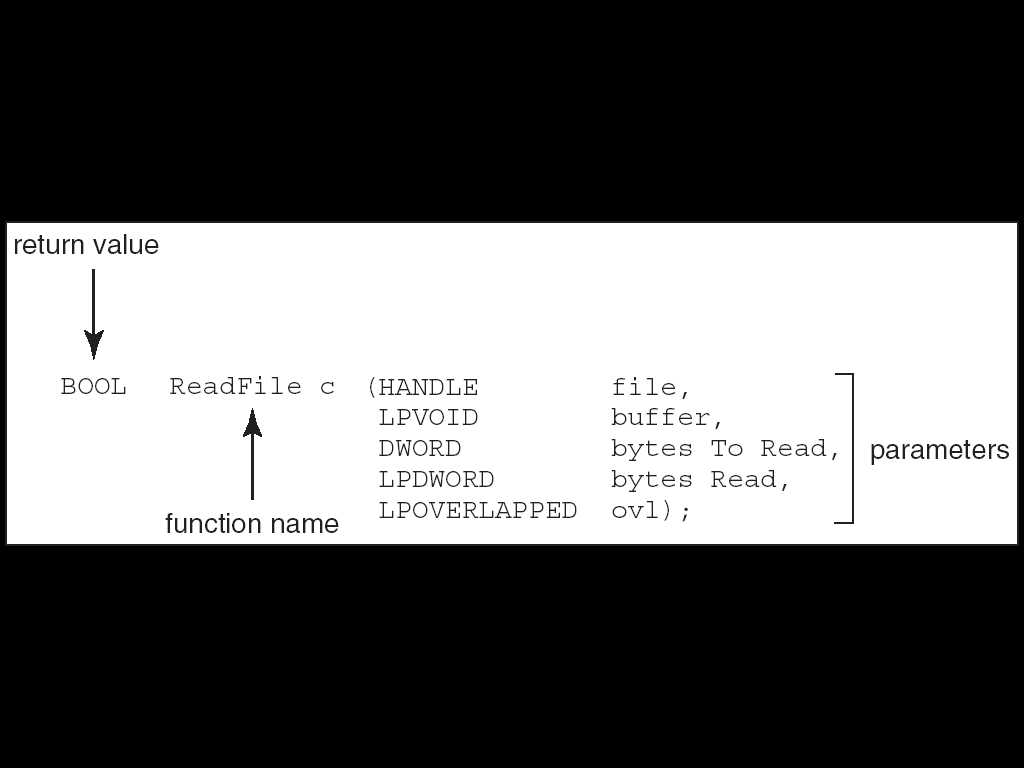 return value
BOOL ReadFile c (HANDLE file,
LPVOID buffer,
DWORD bytes To Read,
LPDWORD bytes Read,
LPOVERLAPPED ovl);
parameters
function name